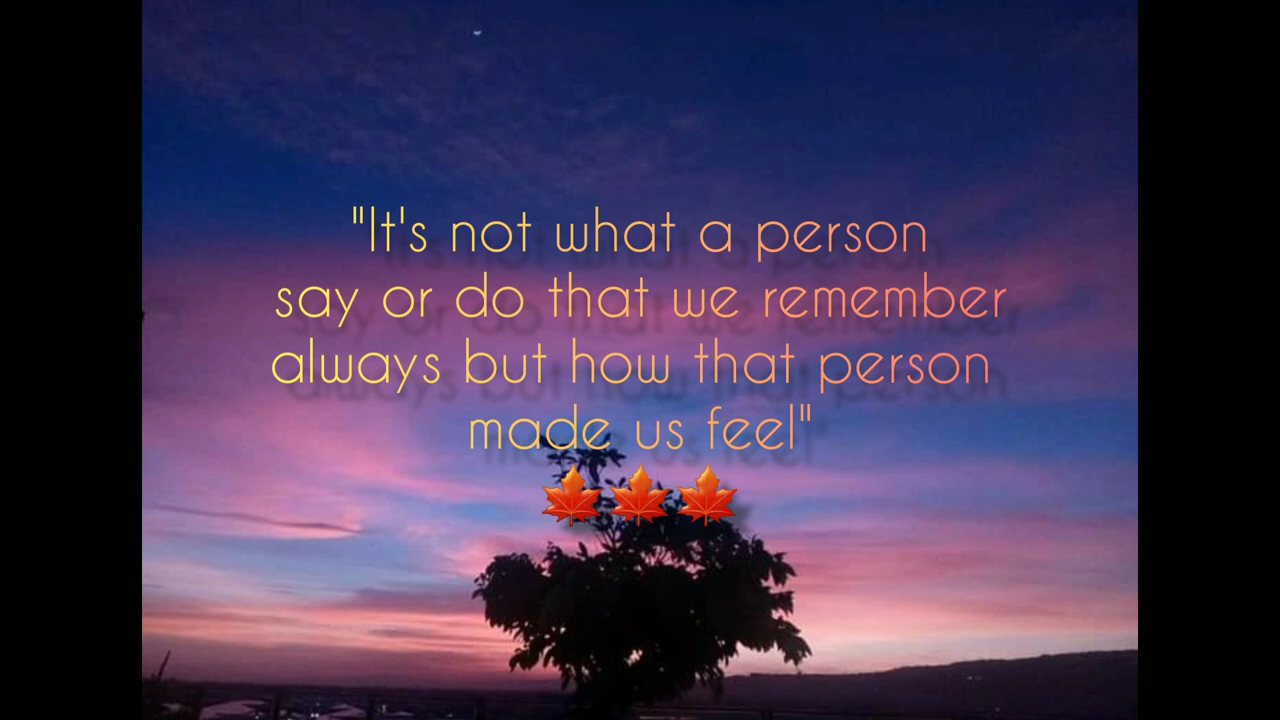 "It's not what a person
say or do that we remember
always but how that person
made us feel"
🍁🍁🍁